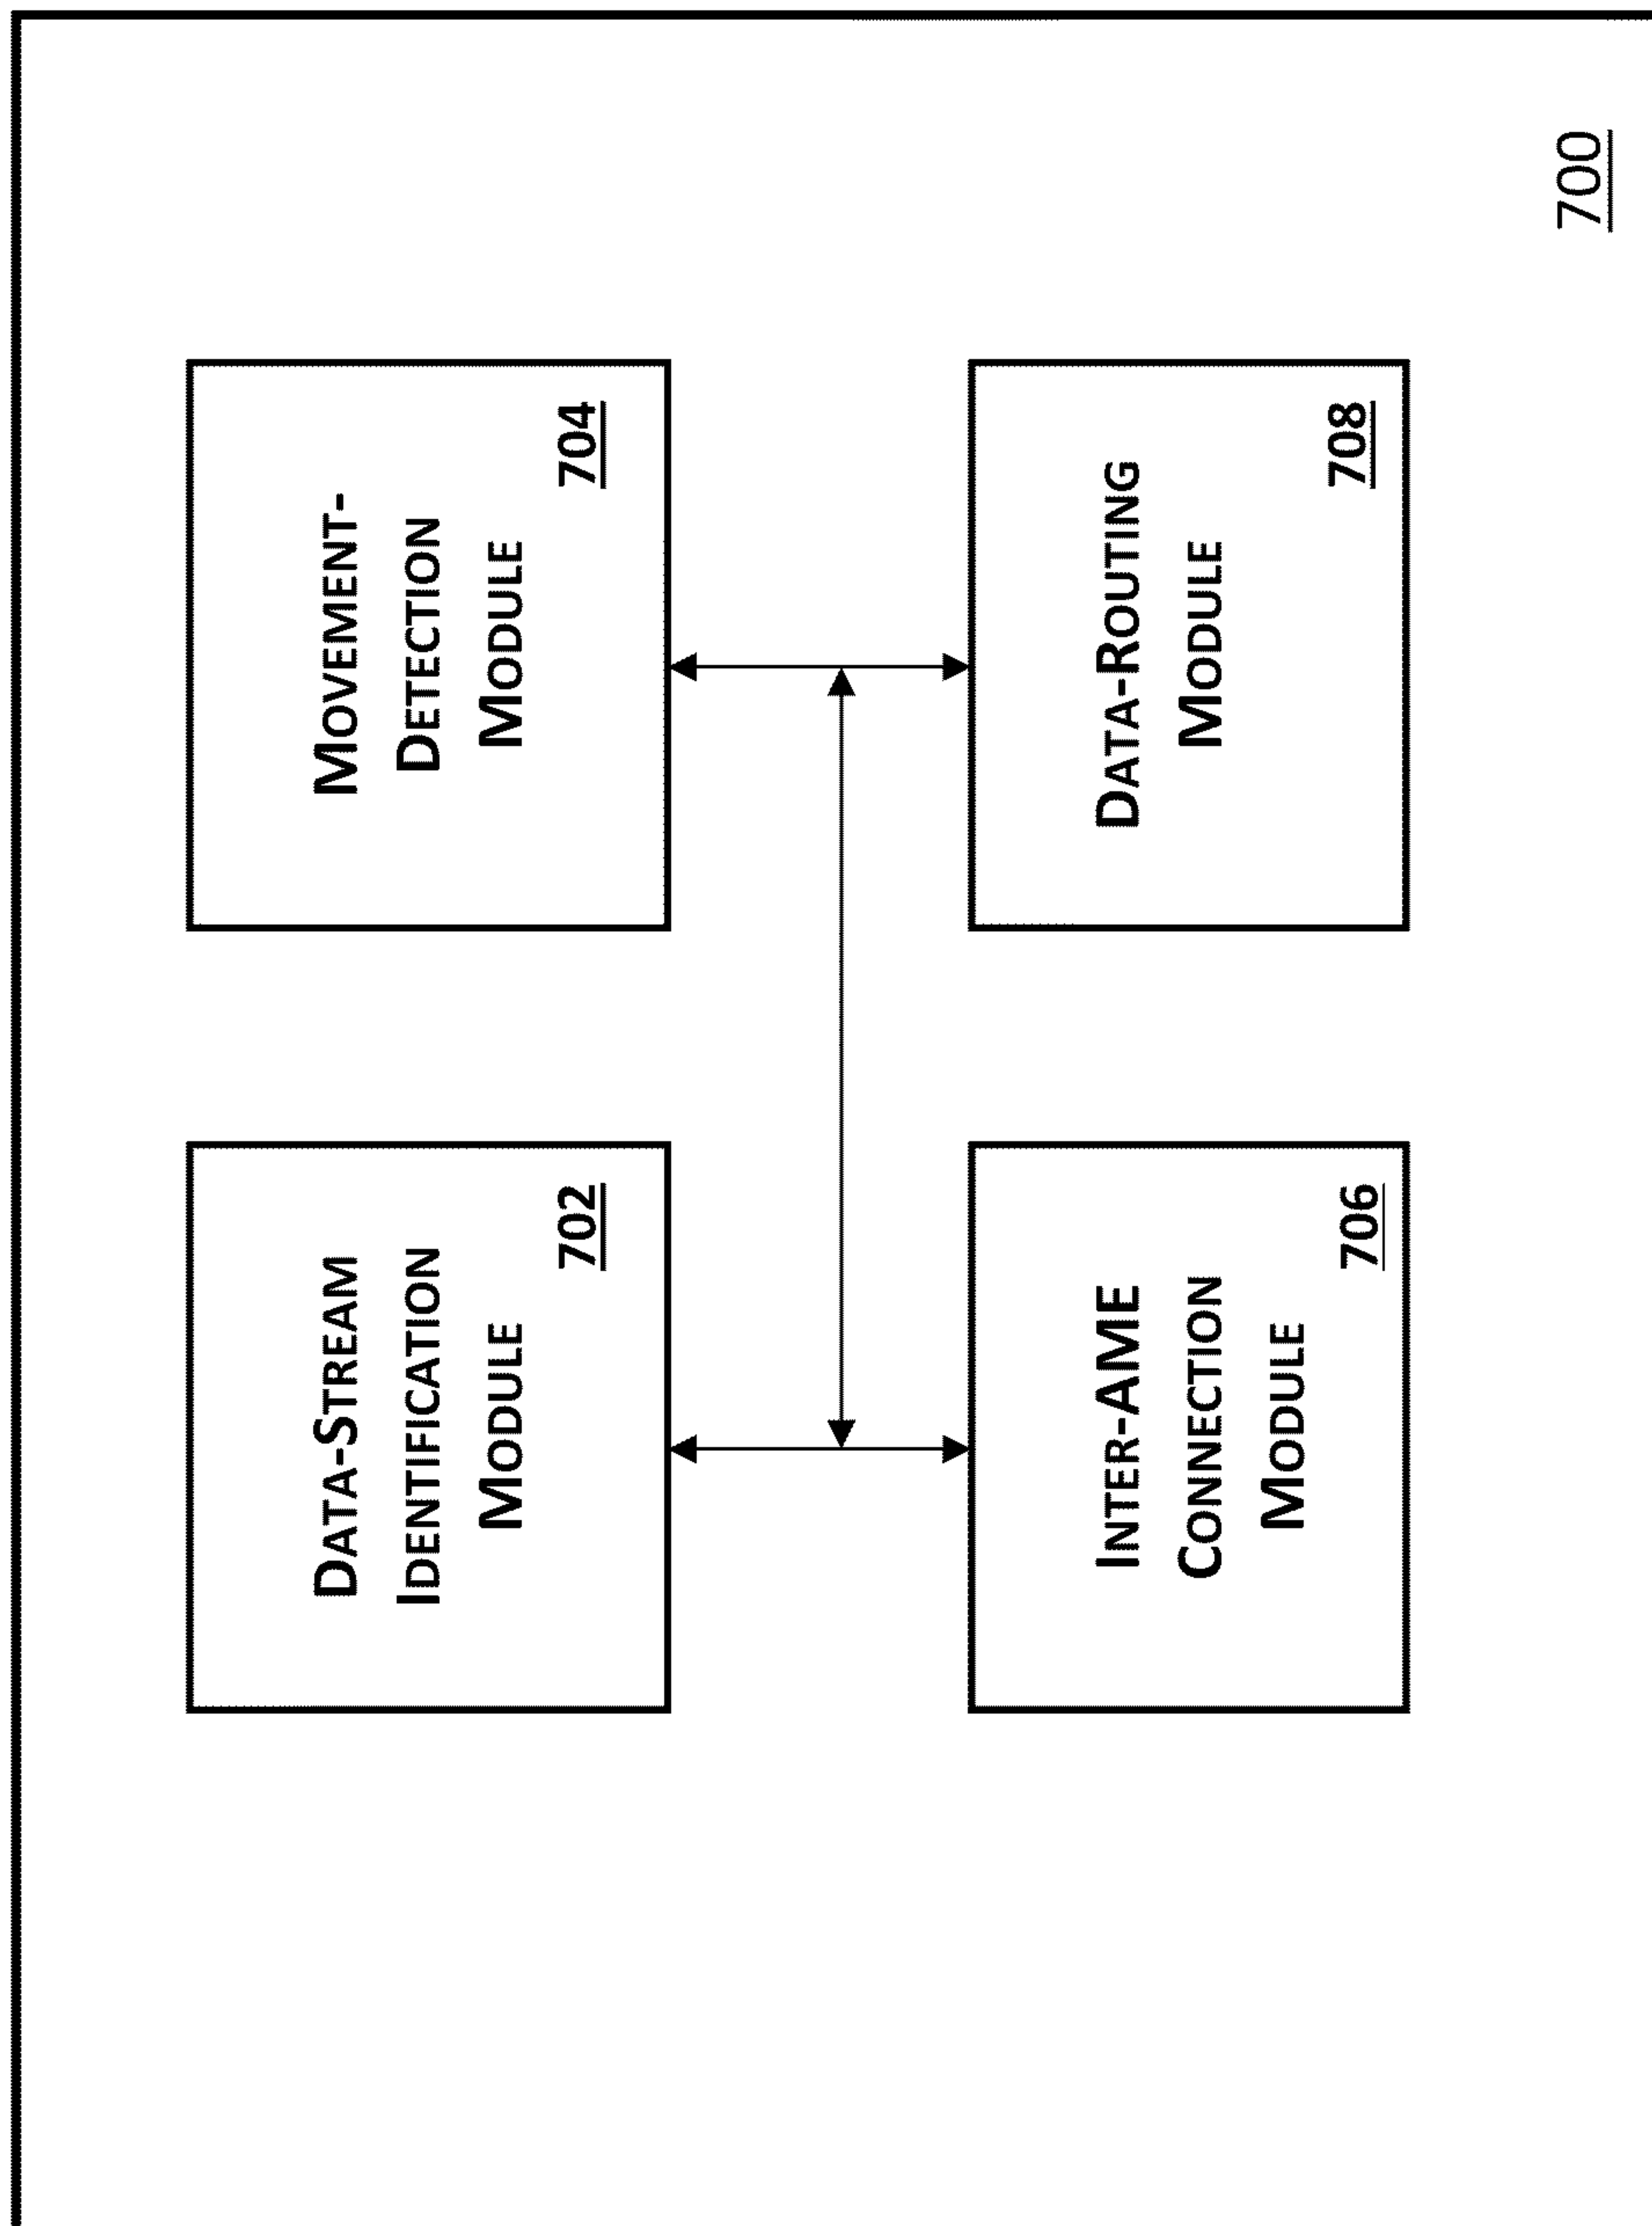 DATA-STREAM
IDENTIFICATION
MODULE
702
MOVEMENT-
DETECTION
MODULE
704
INTER-AME
CONNECTION
MODULE
706
DATA-ROUTING
MODULE
708
700